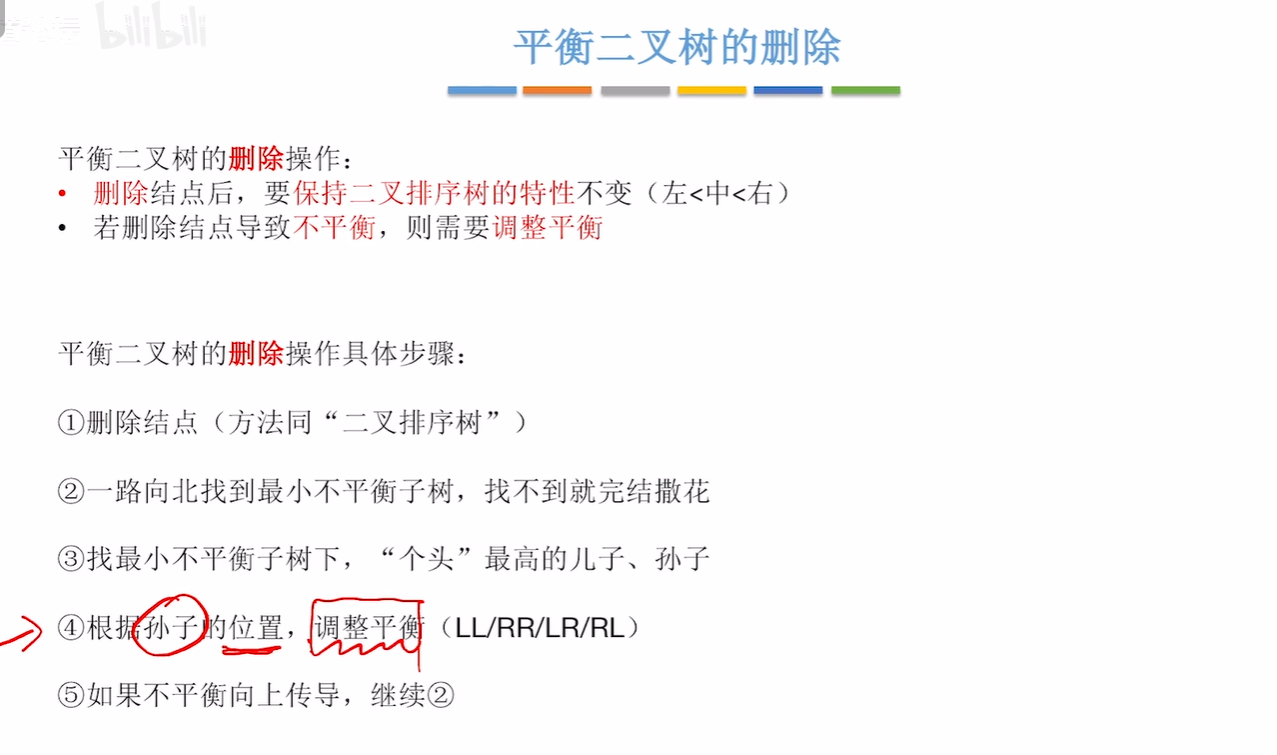 bilibili
平衡二叉树的删除
平衡二叉树的删除操作：
• 删除结点后，要保持二叉排序树的特性不变（左<中<右）
• 若删除结点导致不平衡，则需要调整平衡
平衡二叉树的删除操作具体步骤：
①删除结点（方法同“二叉排序树”）
②一路向北找到最小不平衡子树，找不到就完结撒花
③找最小不平衡子树下，“个头”最高的儿子、孙子
④根据孙子的位置，调整平衡（LL/RR/LR/RL）
⑤如果不平衡向上传导，继续②